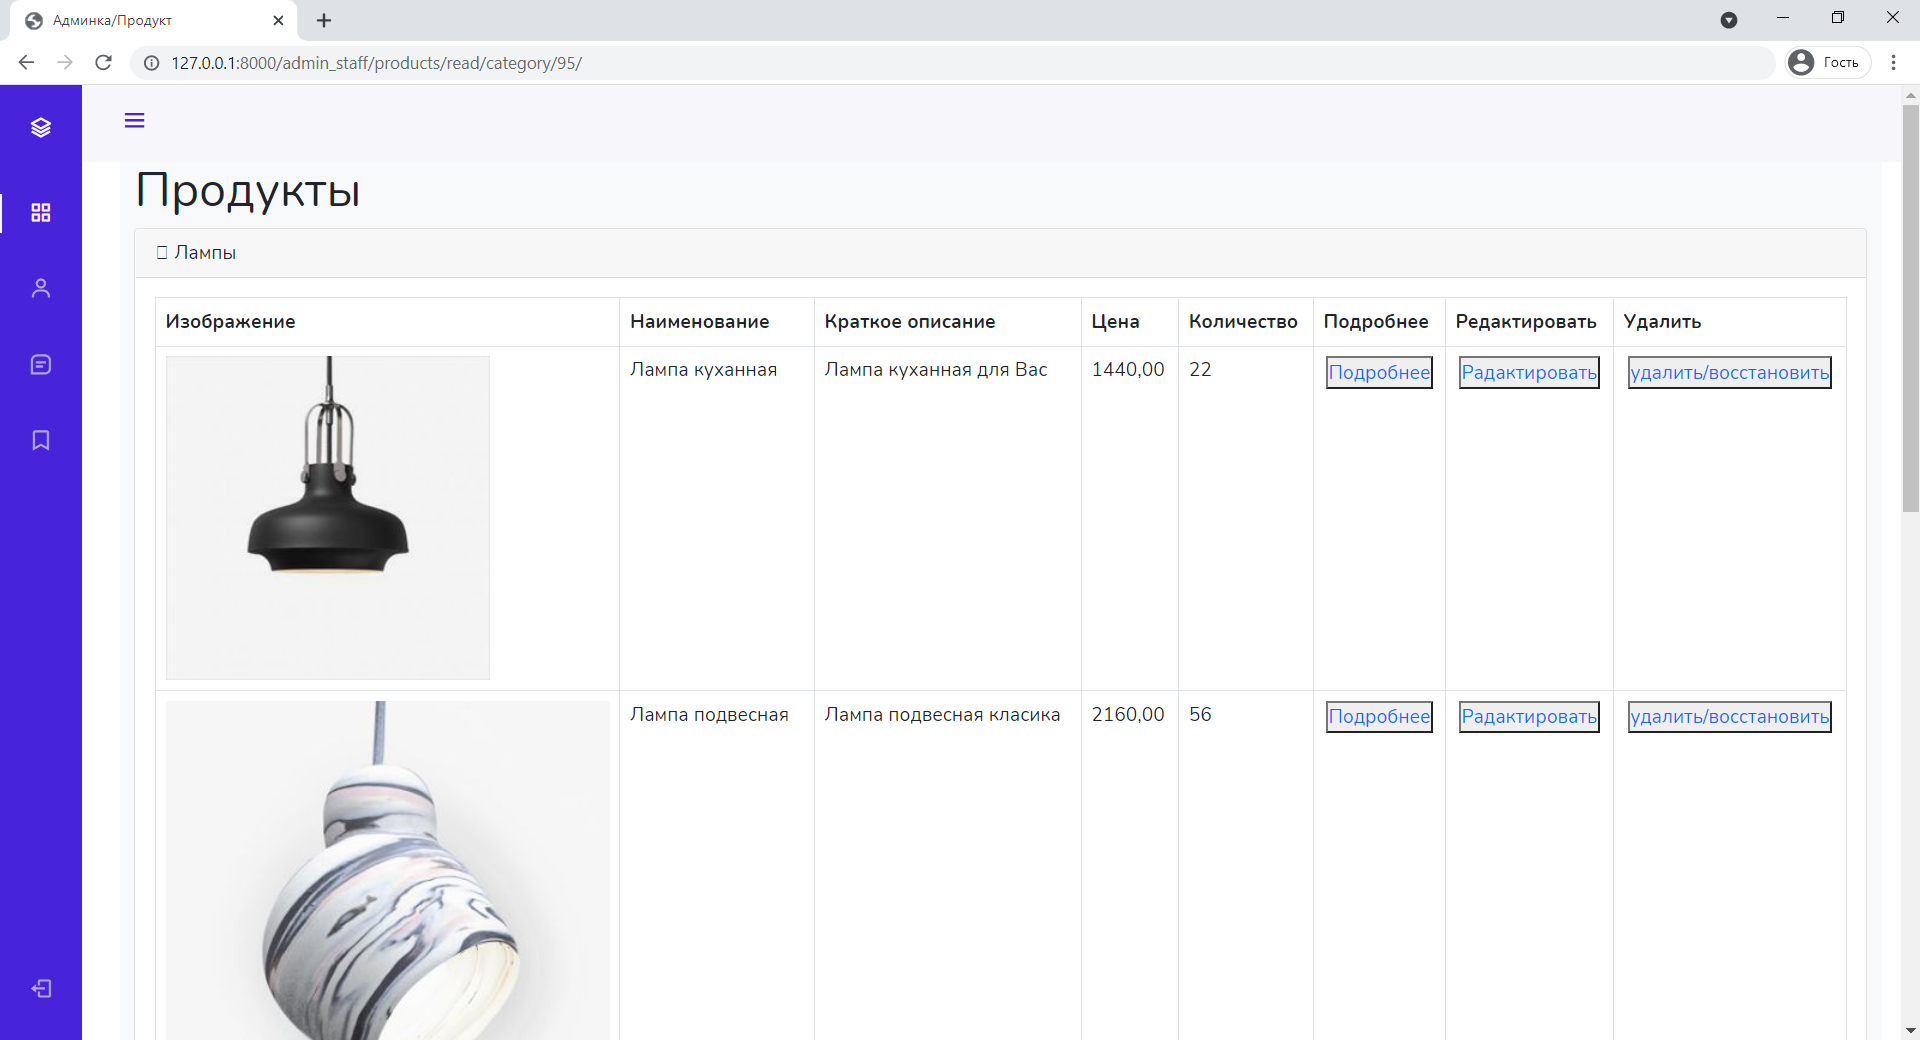 Админка/Продукт
127.0.0.1:8000/admin_staff/products/read/category/95/
Гость
Продукты
Лампы
Изображение Наименование Краткое описание Цена Количество Подробнее Редактировать Удалить
Лампа куханная Лампа куханная для Вас 1440,00 22 Подробнее Радактировать удалить/восстановить
Лампа подвесная Лампа подвесная класика 2160,00 56 Подробнее Радактировать удалить/восстановить